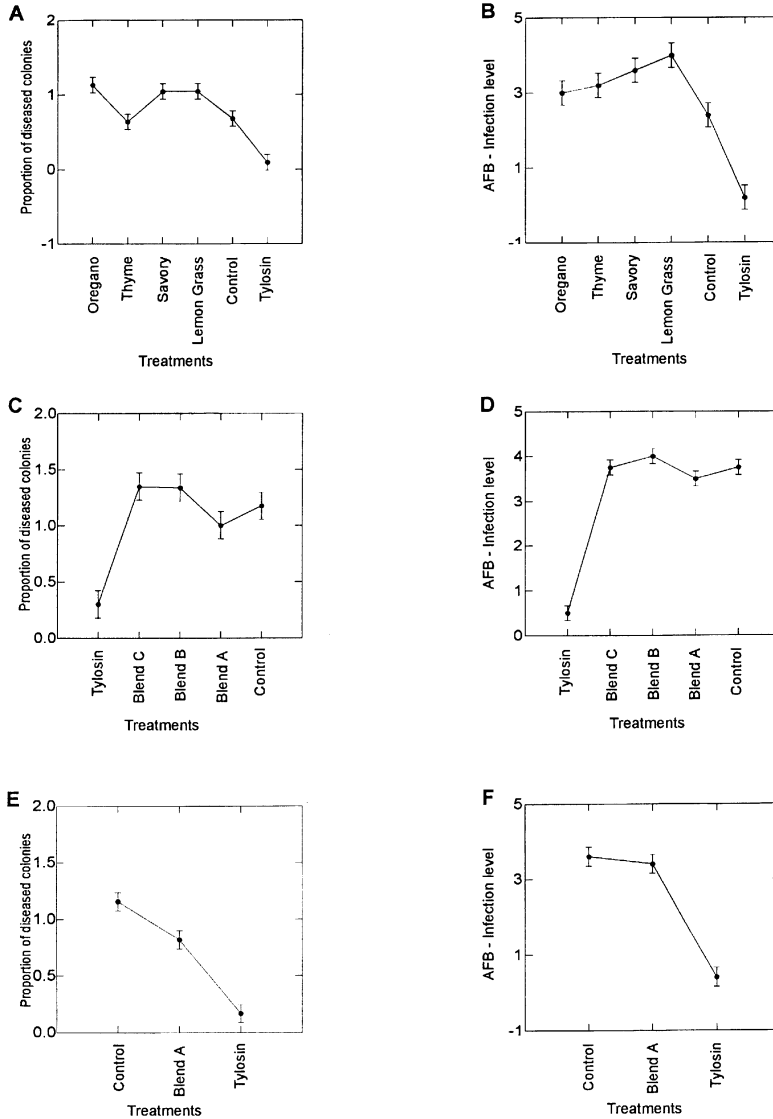 A
Proportion of diseased colonies
2
1
0
-1
Oregano
Thyme
Savory
Lemon Grass
Control
Tylosin
Treatments
B
AFB - Infection level
5
3
1
-1
Oregano
Thyme
Savory
Lemon Grass
Control
Tylosin
Treatments
C
Proportion of diseased colonies
2.0
1.5
1.0
0.5
0.0
Tylosin
Blend C
Blend B
Blend A
Control
Treatments
D
AFB - Infection level
5
4
3
2
1
0
Tylosin
Blend C
Blend B
Blend A
Control
Treatments
E
Proportion of diseased colonies
2.0
1.5
1.0
0.5
0.0
Control
Blend A
Tylosin
Treatments
F
AFB - Infection level
5
3
1
-1
Control
Blend A
Tylosin
Treatments